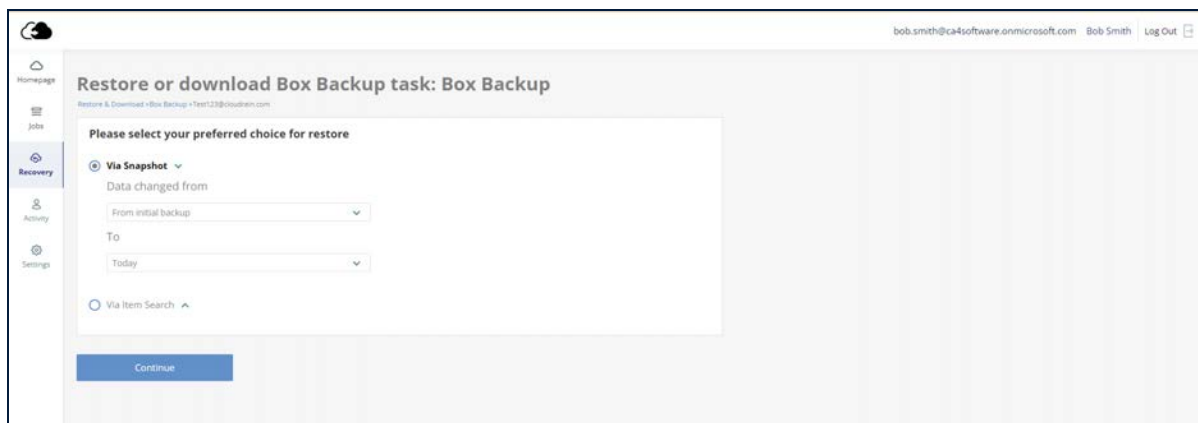 bob.smith@ca4software.onmicrosoft.com Bob Smith Log Out
Homepage
Jobs
Recovery
Activity
Settings
Restore or download Box Backup task: Box Backup
Restore & Download »Box Backup »Test123@cloudrein.com
Please select your preferred choice for restore
Via Snapshot
Data changed from
From initial backup
To
Today
Via Item Search
Continue